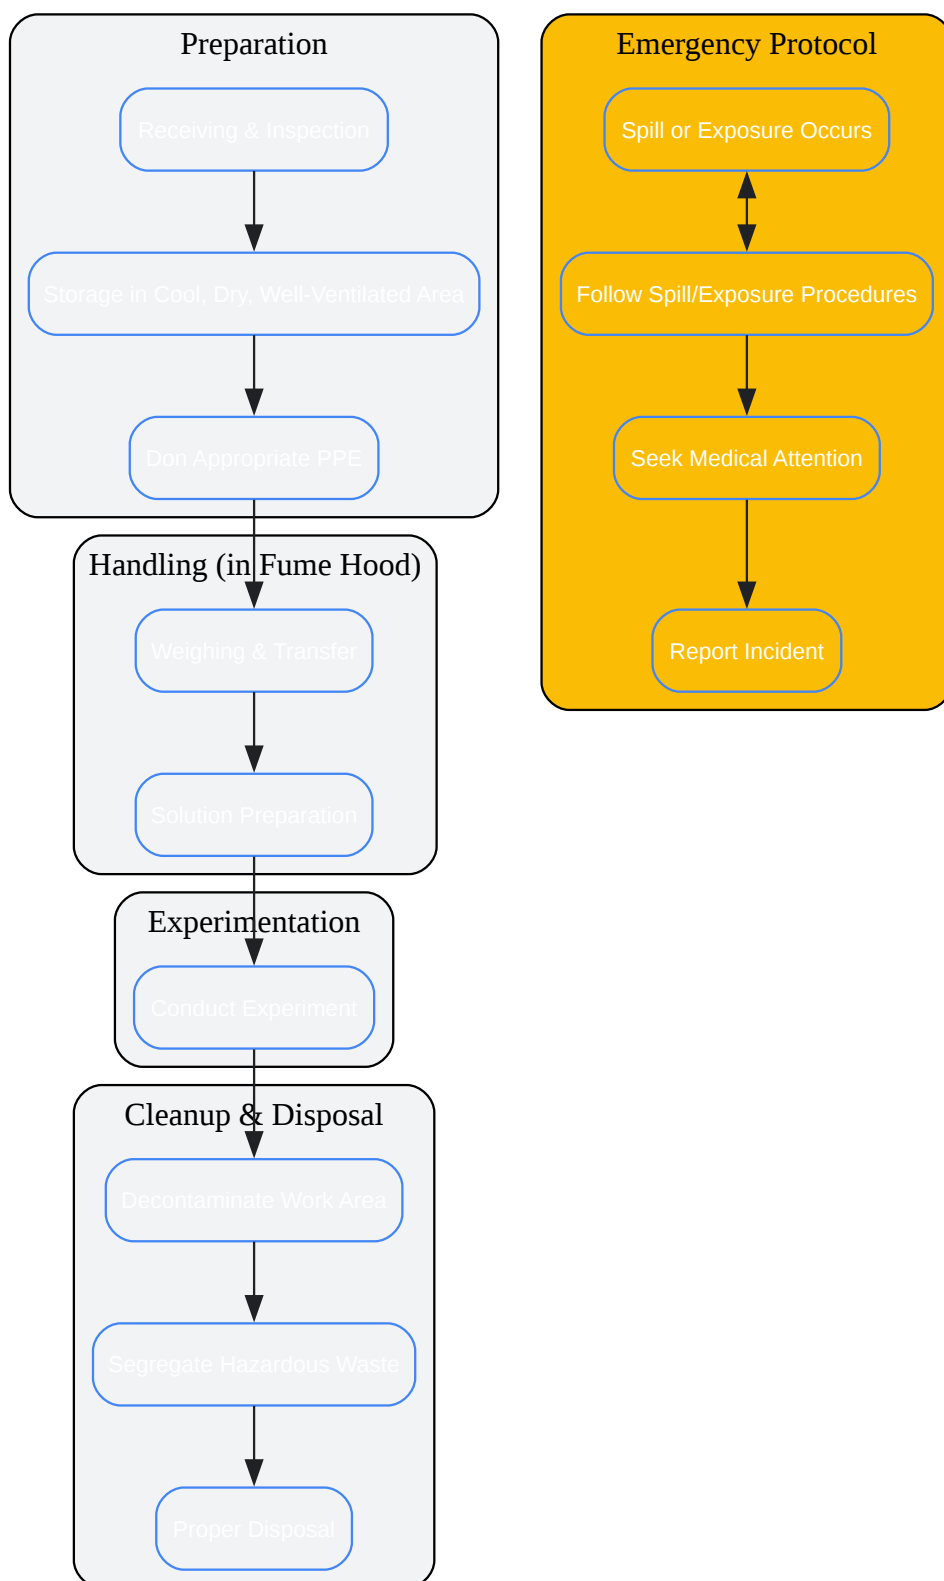 Preparation
Receiving & Inspection
Storage in Cool, Dry, Well-Ventilated Area
Don Appropriate PPE
Handling (in Fume Hood)
Weighing & Transfer
Solution Preparation
Experimentation
Conduct Experiment
Cleanup & Disposal
Decontaminate Work Area
Segregate Hazardous Waste
Proper Disposal
Emergency Protocol
Spill or Exposure Occurs
Follow Spill/Exposure Procedures
Seek Medical Attention
Report Incident